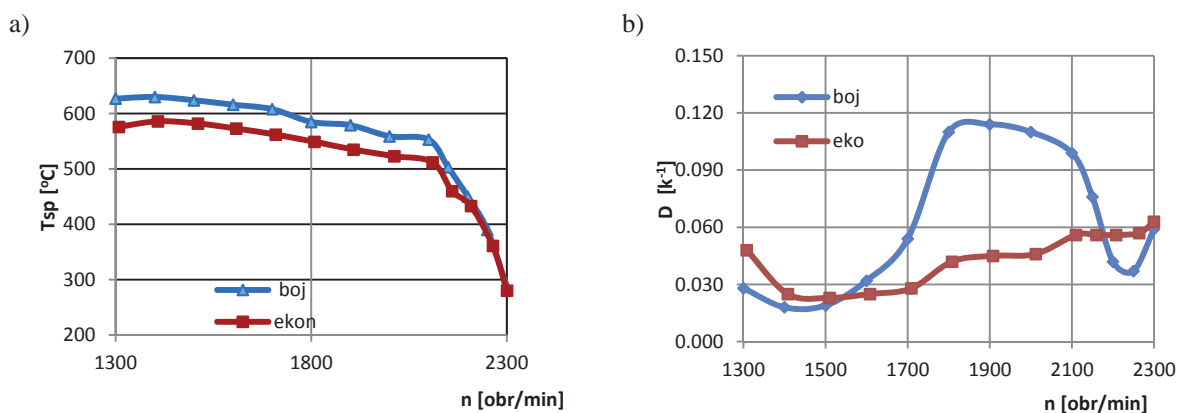 a)
700
600
500
400
300
200
Tsp [°C]
boj
ekon
1300 1800 2300
n [obr/min]
b)
0.150
0.120
0.090
0.060
0.030
0.000
D [k-1]
boj
eko
1300 1500 1700 1900 2100 2300
n [obr/min]